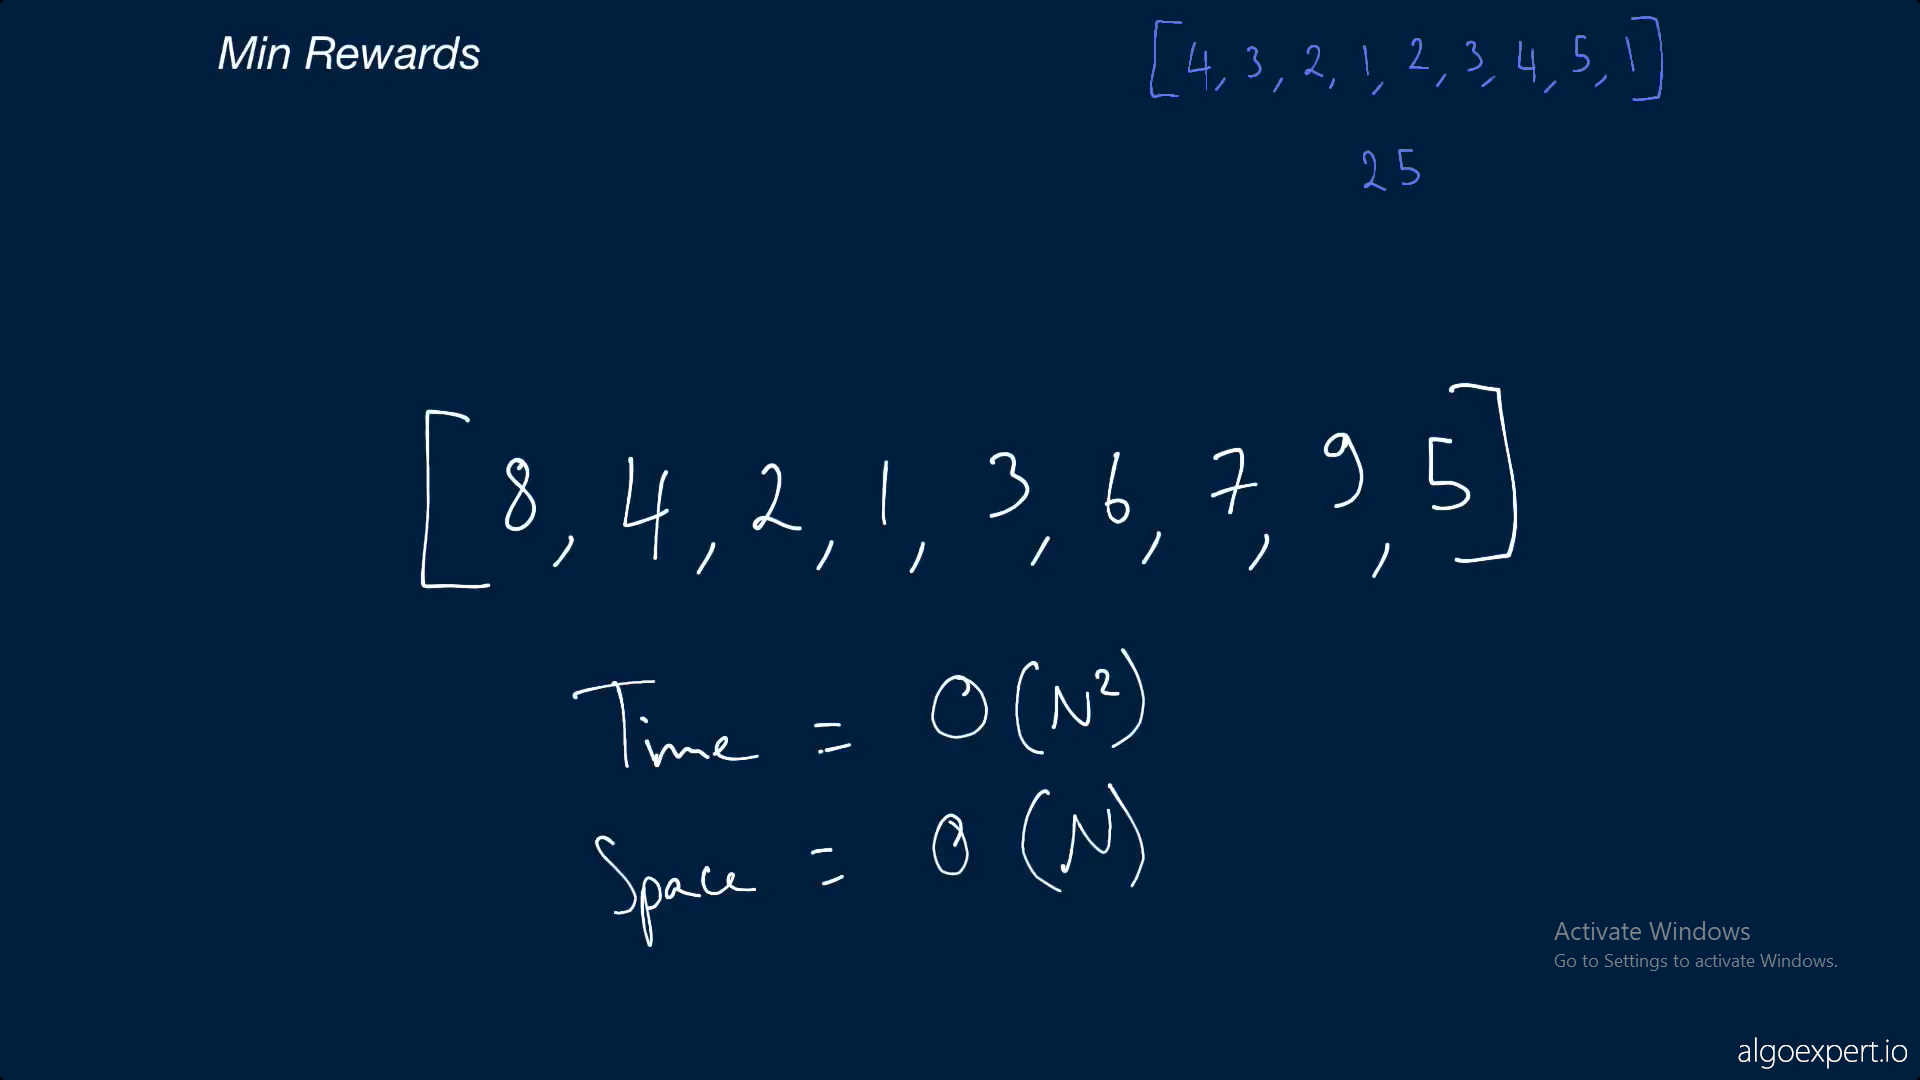 Min Rewards
[4, 3, 2, 1, 2, 3, 4, 5, 1]
25
[8, 4, 2, 1, 3, 6, 7, 9, 5]
Time = O(N²)
Space = O(N)
Activate Windows
Go to Settings to activate Windows.
algoexpert.io